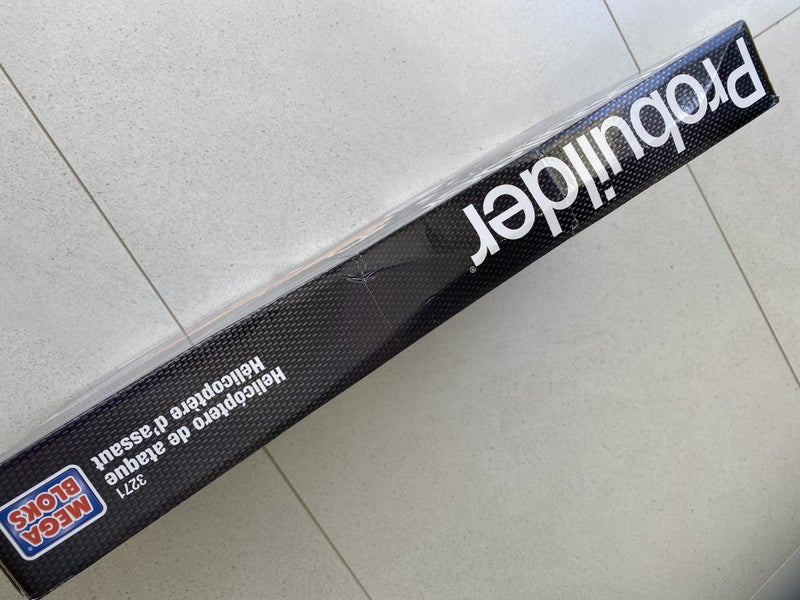 Probuilder®
Helicóptero de ataque
Hélicoptère d'assaut
3271
MEGA
BLOKS